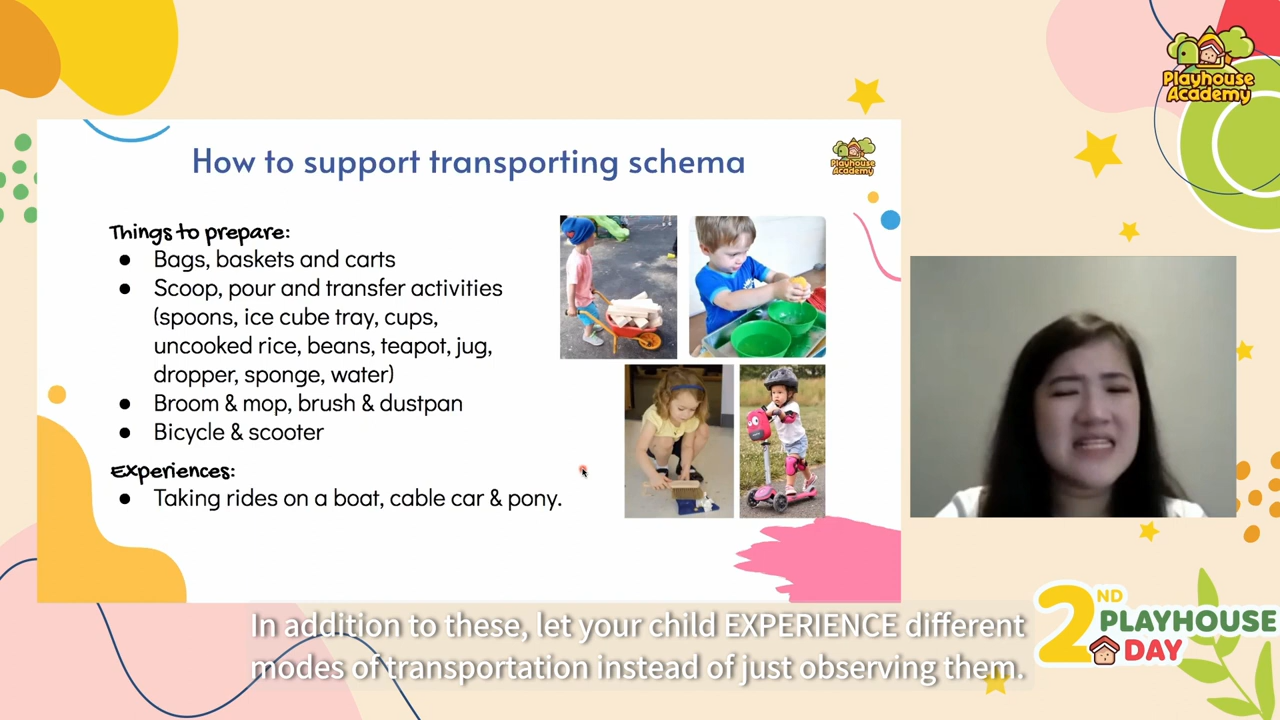 Playhouse
Academy
How to support transporting schema
Playhouse
Academy
Things to prepare:
● Bags, baskets and carts
● Scoop, pour and transfer activities
(spoons, ice cube tray, cups,
uncooked rice, beans, teapot, jug,
dropper, sponge, water)
● Broom & mop, brush & dustpan
● Bicycle & scooter
Experiences:
● Taking rides on a boat, cable car & pony.
2ND PLAYHOUSE
DAY
In addition to these, let your child EXPERIENCE different
modes of transportation instead of just observing them.